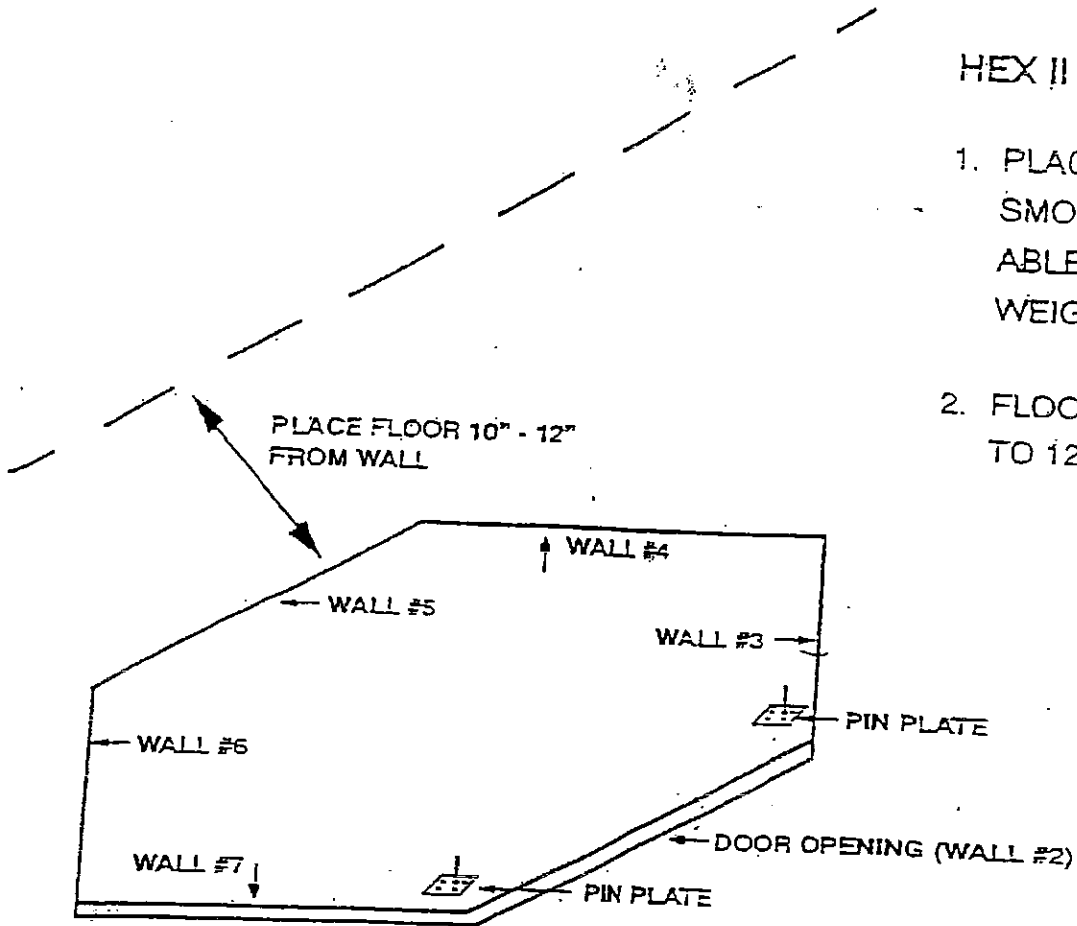 HEX II
1. PLAC
SMO
ABLE
WEIG
2. FLOO
TO 12
PLACE FLOOR 10" - 12"
FROM WALL
WALL #4
WALL #5
WALL #3
PIN PLATE
WALL #6
DOOR OPENING (WALL #2)
WALL #7
PIN PLATE